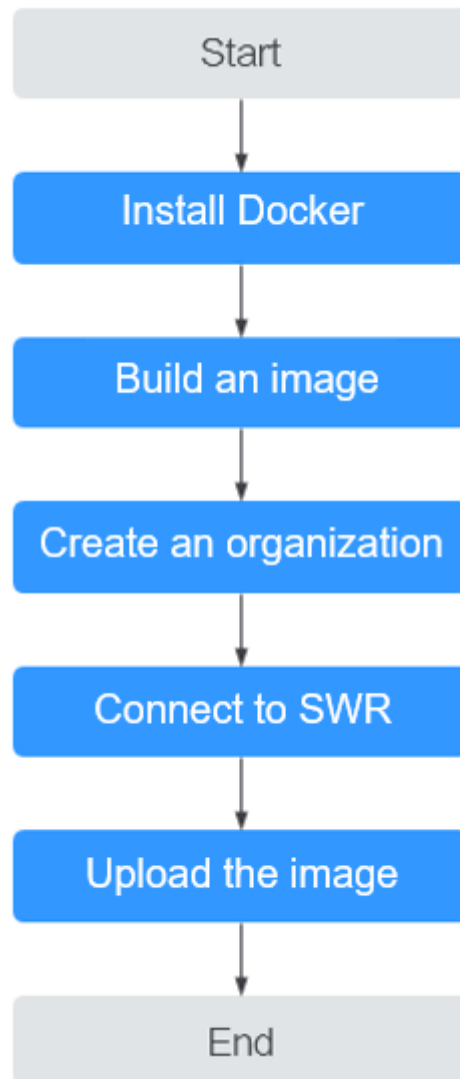 Start
Install Docker
Build an image
Create an organization
Connect to SWR
Upload the image
End